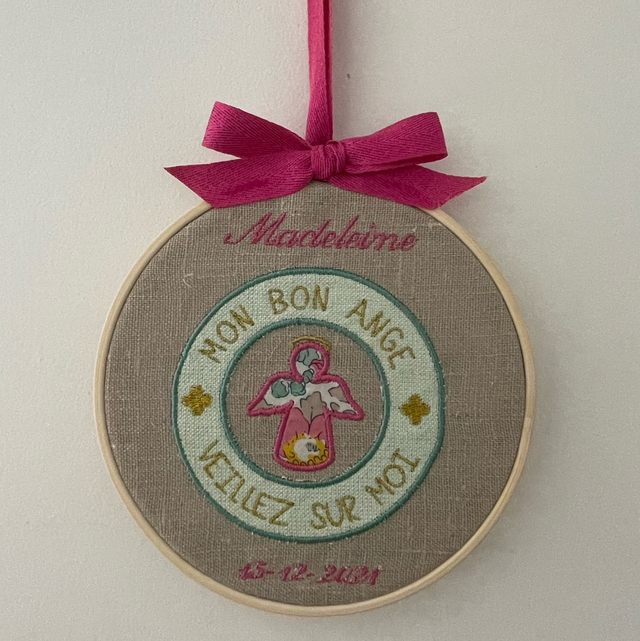 Madeleine
MON BON ANGE
VEILLEZ SUR MOI
15-12-2021